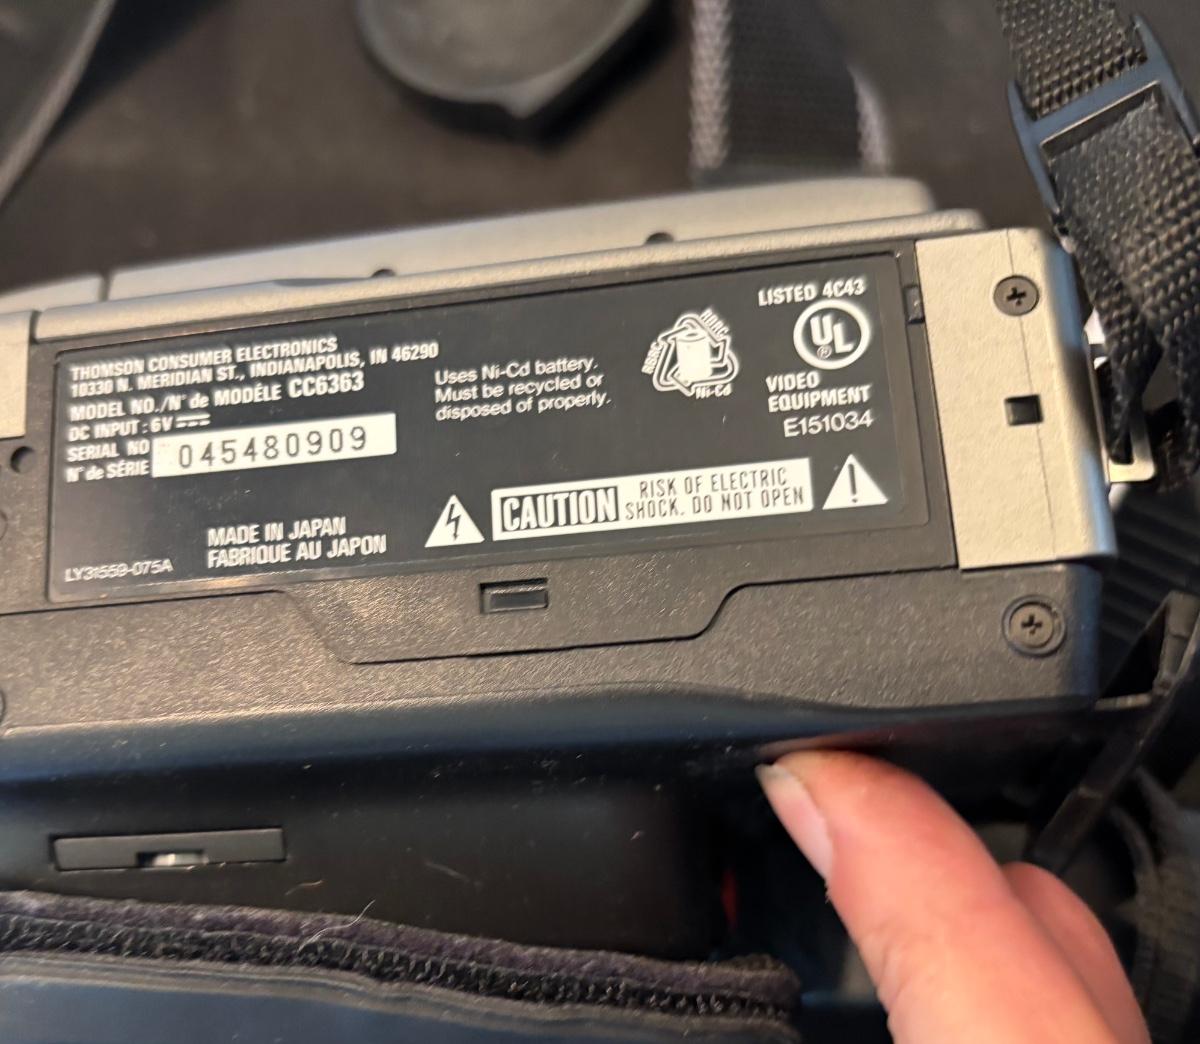 THOMSON CONSUMER ELECTRONICS
10330 N. MERIDIAN ST., INDIANAPOLIS, IN 46290
MODEL NO./N° de MODÈLE CC6363
DC INPUT : 6V
SERIAL NO
N° de SÉRIE
045480909
MADE IN JAPAN
FABRIQUE AU JAPON
LY31559-075A
Uses Ni-Cd battery.
Must be recycled or
disposed of properly.
RBRC
RBRC
Ni-Cd
LISTED 4C43
UL
®
VIDEO
EQUIPMENT
E151034
CAUTION
RISK OF ELECTRIC
SHOCK. DO NOT OPEN